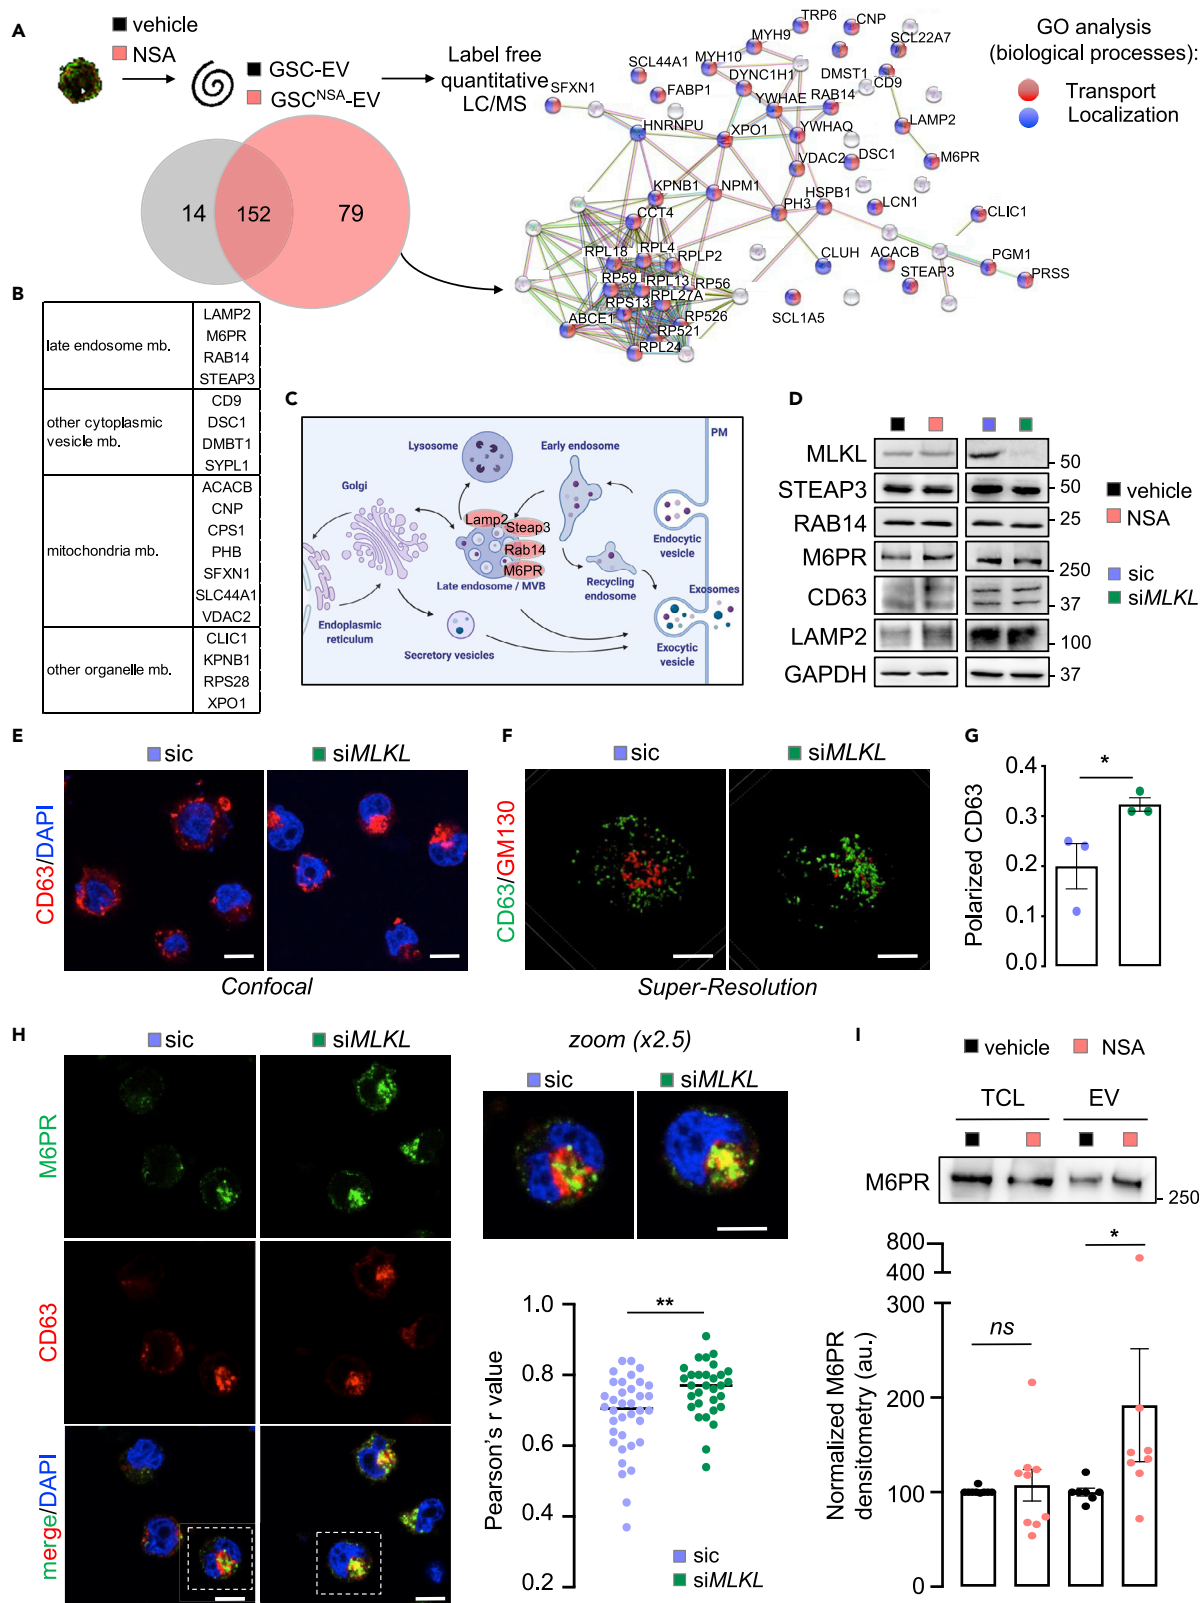 A
vehicle
NSA
GSC-EV
GSC^NSA-EV
Label free
quantitative
LC/MS
GO analysis
(biological processes):
Transport
Localization
14
152
79
TRP6
CNP
SCL22A7
MYH9
MYH10
SCL44A1
DYNC1H1
DMST1
CD9
SFXN1
FABP1
YWHAE
RAB14
LAMP2
HNRNPU
XPO1
YWHAQ
VDAC2
DSC1
M6PR
KPNB1
NPM1
HSPB1
LCN1
CCT4
PH3
CLIC1
RPL18
RPL4
RPLP2
CLUH
ACACB
PGM1
RP59
RPL13
RP56
STEAP3
PRSS
RPS13
RPL27A
ABCE1
RP526
SCL1A5
RP521
RPL24
B
late endosome mb.
LAMP2
M6PR
RAB14
STEAP3
other cytoplasmic
vesicle mb.
CD9
DSC1
DMBT1
SYPL1
mitochondria mb.
ACACB
CNP
CPS1
PHB
SFXN1
SLC44A1
VDAC2
other organelle mb.
CLIC1
KPNB1
RPS28
XPO1
C
PM
Lysosome
Early endosome
Golgi
Lamp2
Steap3
Rab14
M6PR
Endocytic
vesicle
Late endosome / MVB
Recycling
endosome
Exosomes
Endoplasmic
reticulum
Secretory vesicles
Exocytic
vesicle
D
MLKL
50
STEAP3
50
RAB14
25
M6PR
250
CD63
37
LAMP2
100
GAPDH
37
vehicle
NSA
sic
siMLKL
E
sic
siMLKL
CD63/DAPI
Confocal
F
sic
siMLKL
CD63/GM130
Super-Resolution
G
Polarized CD63
0.4
0.3
0.2
0.1
0.0
*
H
sic
siMLKL
M6PR
CD63
merge/DAPI
zoom (x2.5)
sic
siMLKL
Pearson's r value
1.0
0.8
0.6
0.4
0.2
**
sic
siMLKL
I
vehicle
NSA
TCL
EV
M6PR
250
Normalized M6PR
densitometry (au.)
800
400
300
200
100
0
ns
*